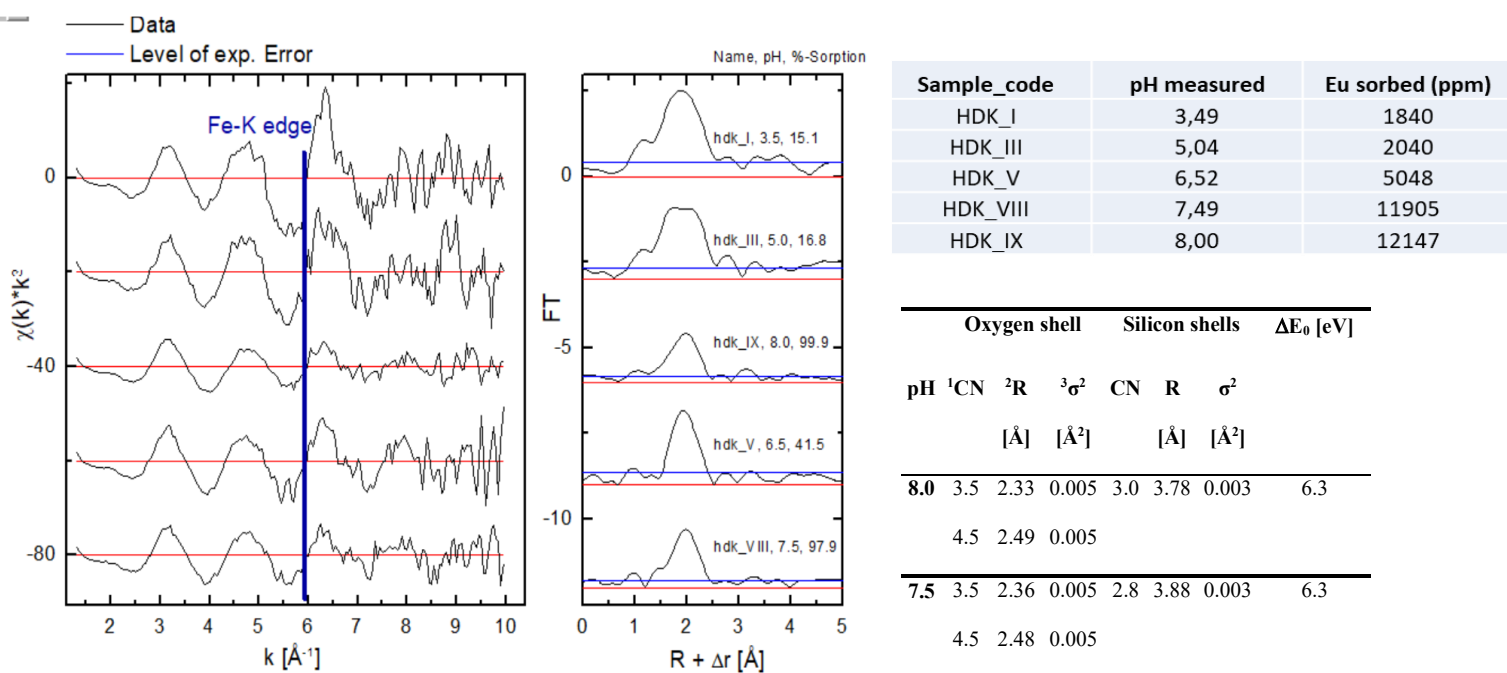 Data
Level of exp. Error
Fe-K edge
0
-40
-80
χ(k)*k²
2 3 4 5 6 7 8 9 10
k [Å⁻¹]
Name, pH, %-Sorption
hdk_I, 3.5, 15.1
hdk_III, 5.0, 16.8
hdk_IX, 8.0, 99.9
hdk_V, 6.5, 41.5
hdk_VIII, 7.5, 97.9
0
-5
-10
FT
0 1 2 3 4 5
R + Δr [Å]
Sample_code pH measured Eu sorbed (ppm)
HDK_I 3,49 1840
HDK_III 5,04 2040
HDK_V 6,52 5048
HDK_VIII 7,49 11905
HDK_IX 8,00 12147
Oxygen shell Silicon shells ΔE₀ [eV]
pH ¹CN ²R ³σ² CN R σ²
[Å] [Å²] [Å] [Å²]
8.0 3.5 2.33 0.005 3.0 3.78 0.003 6.3
4.5 2.49 0.005
7.5 3.5 2.36 0.005 2.8 3.88 0.003 6.3
4.5 2.48 0.005